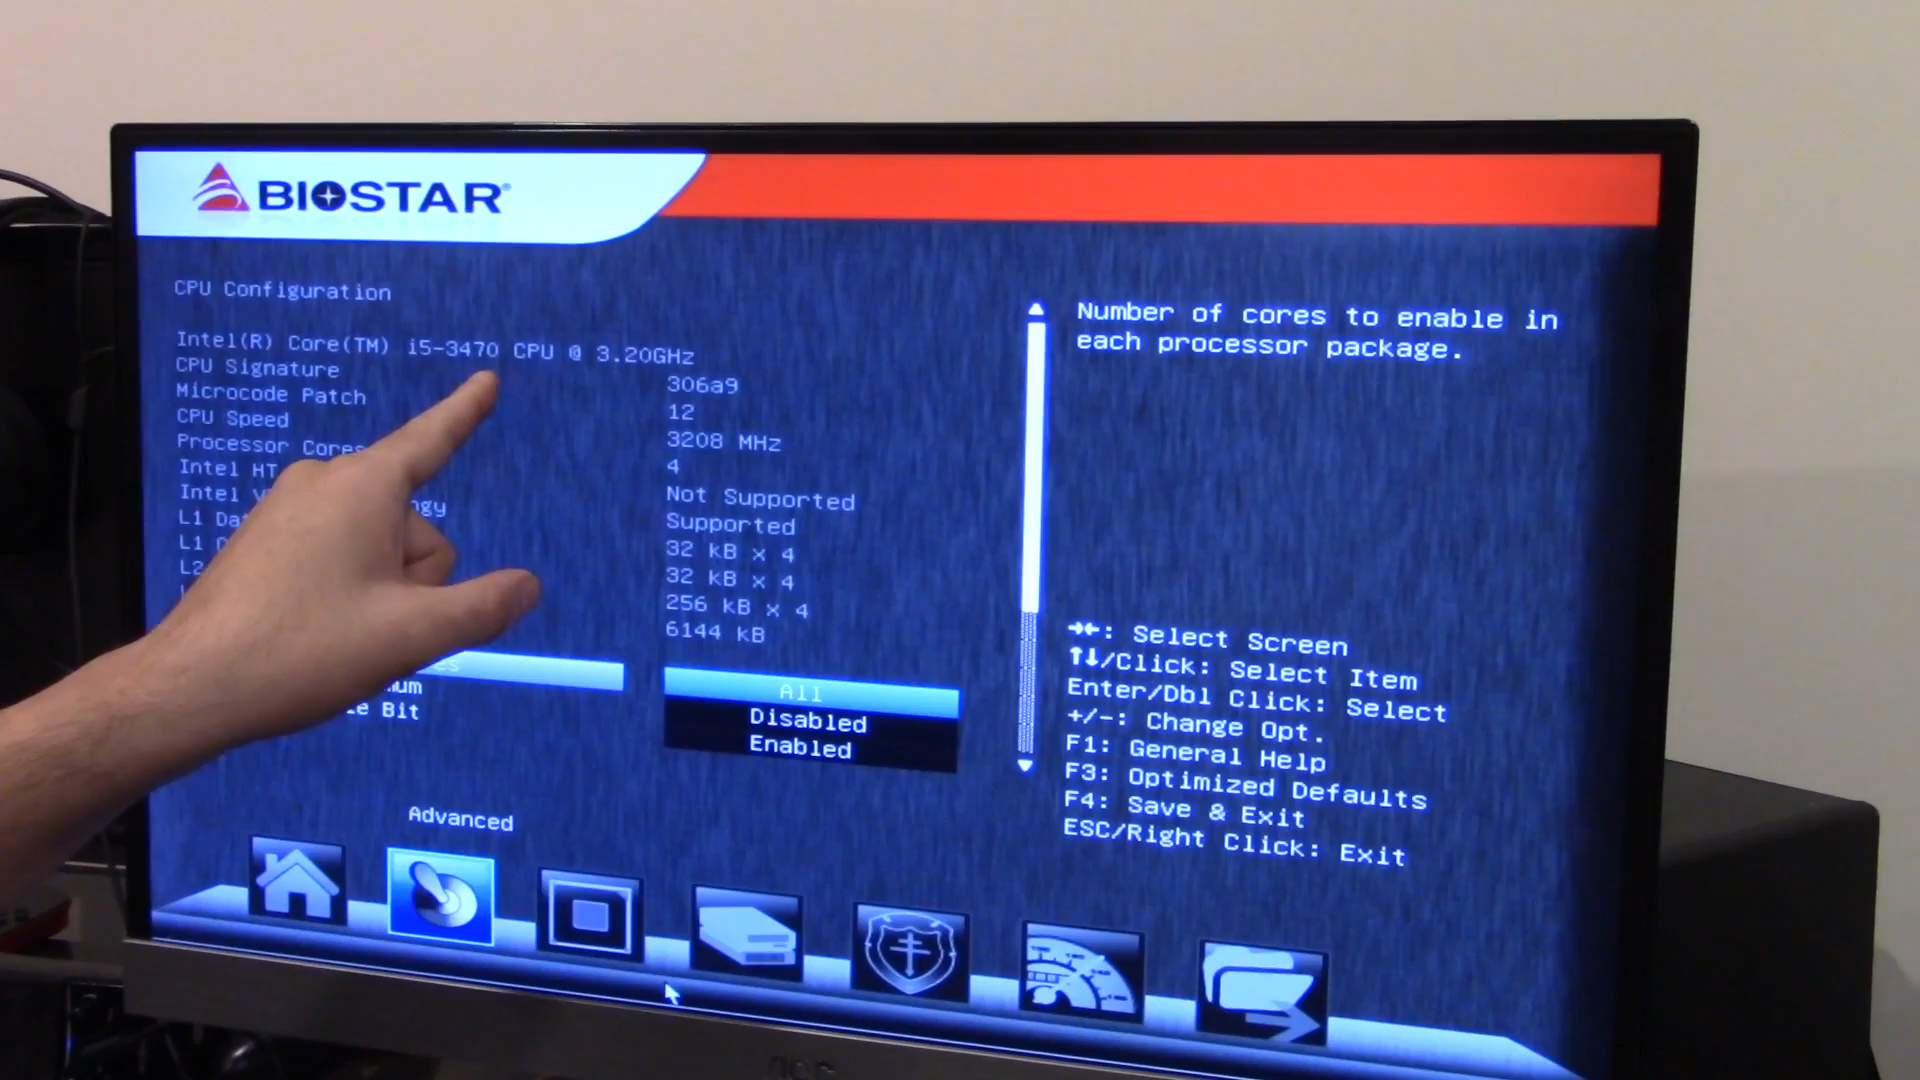 BIOSTAR®
CPU Configuration
Intel(R) Core(TM) i5-3470 CPU @ 3.20GHz
CPU Signature 306a9
Microcode Patch 12
CPU Speed 3208 MHz
Processor Cores 4
Intel HT Not Supported
Intel Supported
L1 32 kB x 4
L1 32 kB x 4
L2 256 kB x 4
6144 kB
All
Disabled
Bit Enabled
Advanced
Number of cores to enable in
each processor package.
→←: Select Screen
↑↓/Click: Select Item
Enter/Dbl Click: Select
+/-: Change Opt.
F1: General Help
F3: Optimized Defaults
F4: Save & Exit
ESC/Right Click: Exit